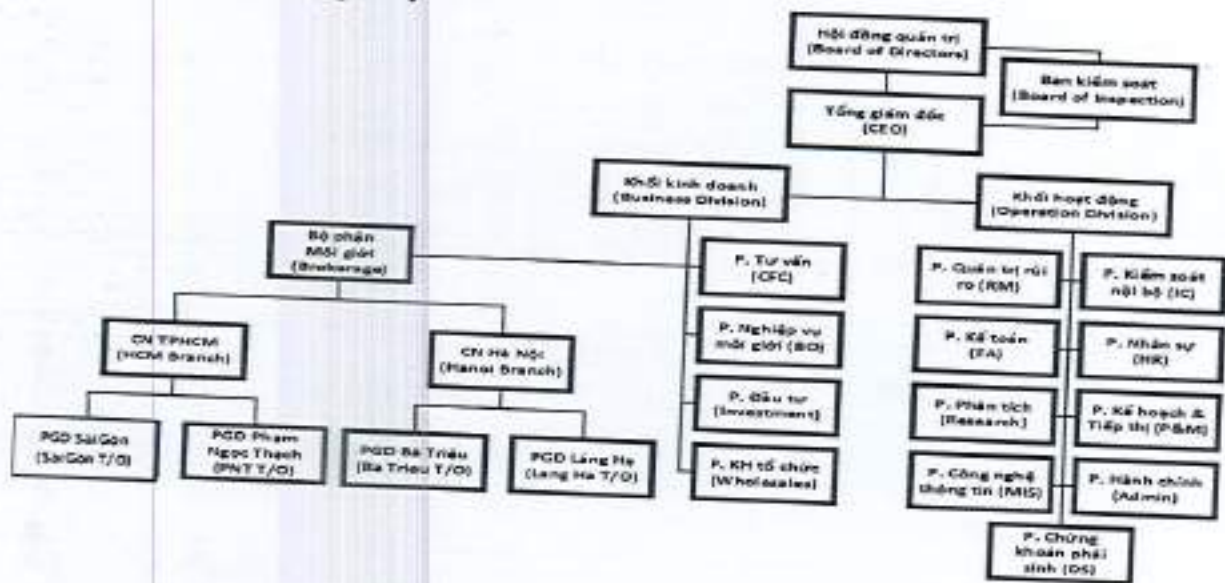 Hội đồng quản trị
(Board of Directors)
Ban kiểm soát
(Board of Inspection)
Tổng giám đốc
(CEO)
Khối kinh doanh
(Business Division)
Khối hoạt động
(Operation Division)
Bộ phận
Môi giới
(Brokerage)
P. Tư vấn
(CFC)
P. Quản trị rủi
ro (RM)
P. Kiểm soát
nội bộ (IC)
CN TPHCM
(HCM Branch)
CN Hà Nội
(Hanoi Branch)
P. Nghiệp vụ
môi giới (BO)
P. Kế toán
(FA)
P. Nhân sự
(HR)
PGD SaiGon
(SaiGon T/O)
PGD Phạm
Ngọc Thạch
(PNT T/O)
PGD Bà Triệu
(Ba Trieu T/O)
PGD Láng Hạ
(Lang Ha T/O)
P. Đầu tư
(Investment)
P. Phân tích
(Research)
P. Kế hoạch &
Tiếp thị (P&M)
P. KH tổ chức
(Wholesales)
P. Công nghệ
thông tin (MIS)
P. Hành chính
(Admin)
P. Chứng
khoán phái
sinh (DS)